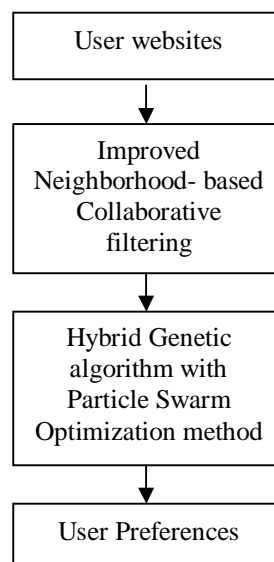 User websites
Improved
Neighborhood- based
Collaborative
filtering
Hybrid Genetic
algorithm with
Particle Swarm
Optimization method
User Preferences